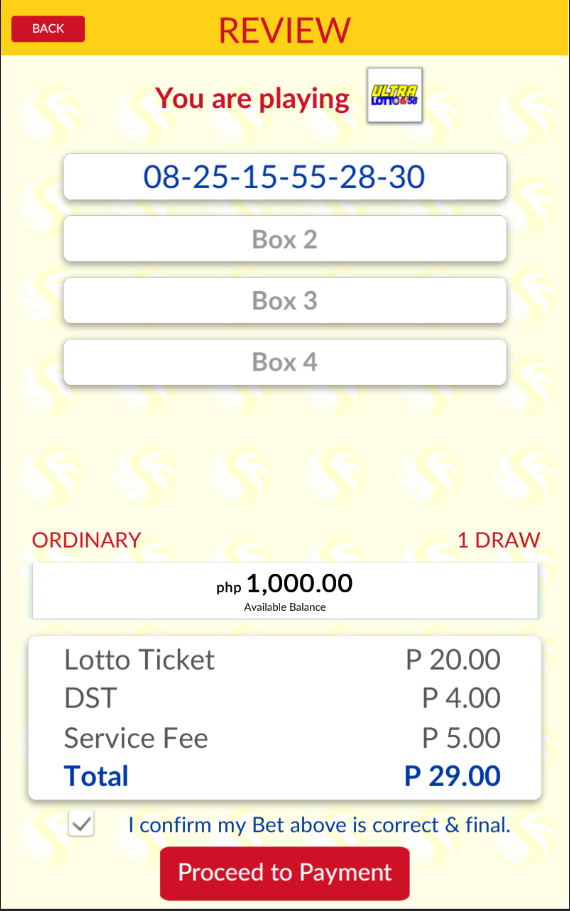 BACK
REVIEW
You are playing
ULTRA
LOTTO 6/58
08-25-15-55-28-30
Box 2
Box 3
Box 4
ORDINARY 1 DRAW
php 1,000.00
Available Balance
Lotto Ticket P 20.00
DST P 4.00
Service Fee P 5.00
Total P 29.00
I confirm my Bet above is correct & final.
Proceed to Payment